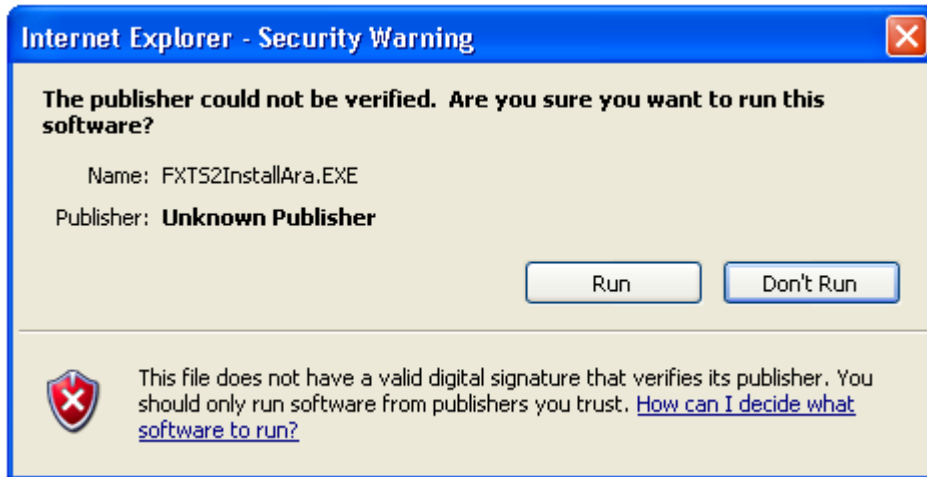 Internet Explorer - Security Warning
The publisher could not be verified.  Are you sure you want to run this
software?
Name: FXTS2InstallAra.EXE
Publisher: Unknown Publisher
Run
Don't Run
This file does not have a valid digital signature that verifies its publisher. You
should only run software from publishers you trust. How can I decide what
software to run?